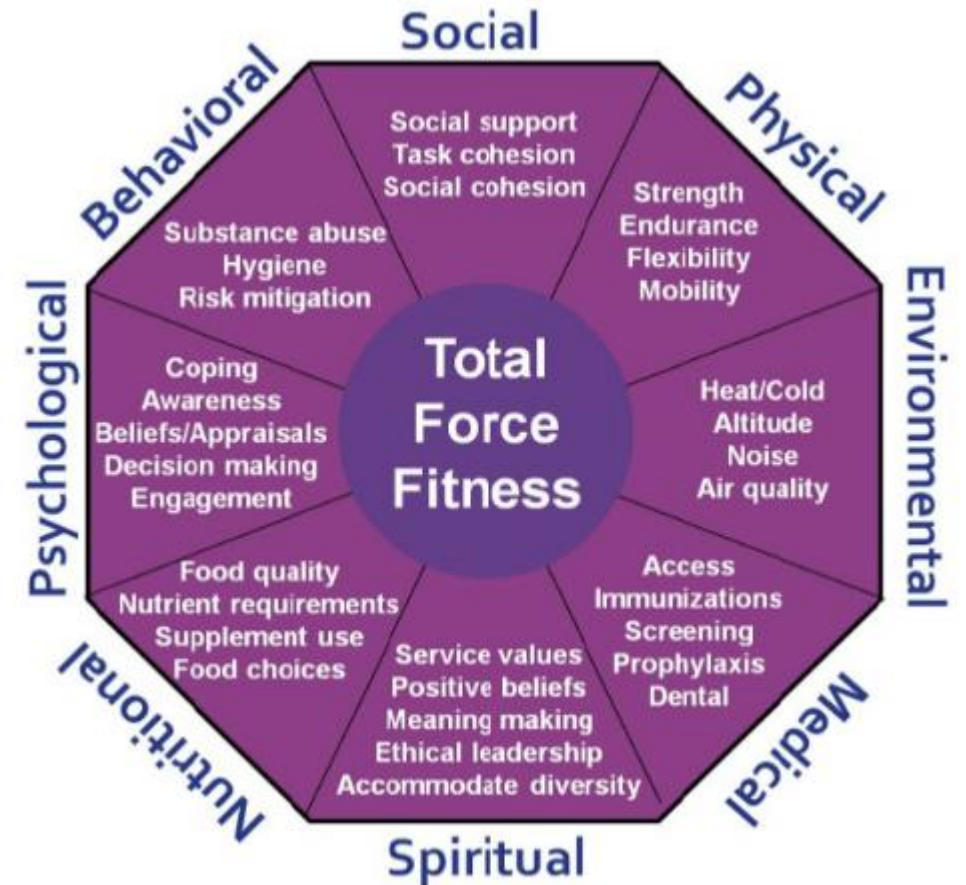 Social
Social support
Task cohesion
Social cohesion
Physical
Strength
Endurance
Flexibility
Mobility
Environmental
Heat/Cold
Altitude
Noise
Air quality
Medical
Access
Immunizations
Screening
Prophylaxis
Dental
Spiritual
Service values
Positive beliefs
Meaning making
Ethical leadership
Accommodate diversity
Nutritional
Food quality
Nutrient requirements
Supplement use
Food choices
Psychological
Coping
Awareness
Beliefs/Appraisals
Decision making
Engagement
Behavioral
Substance abuse
Hygiene
Risk mitigation
Total
Force
Fitness